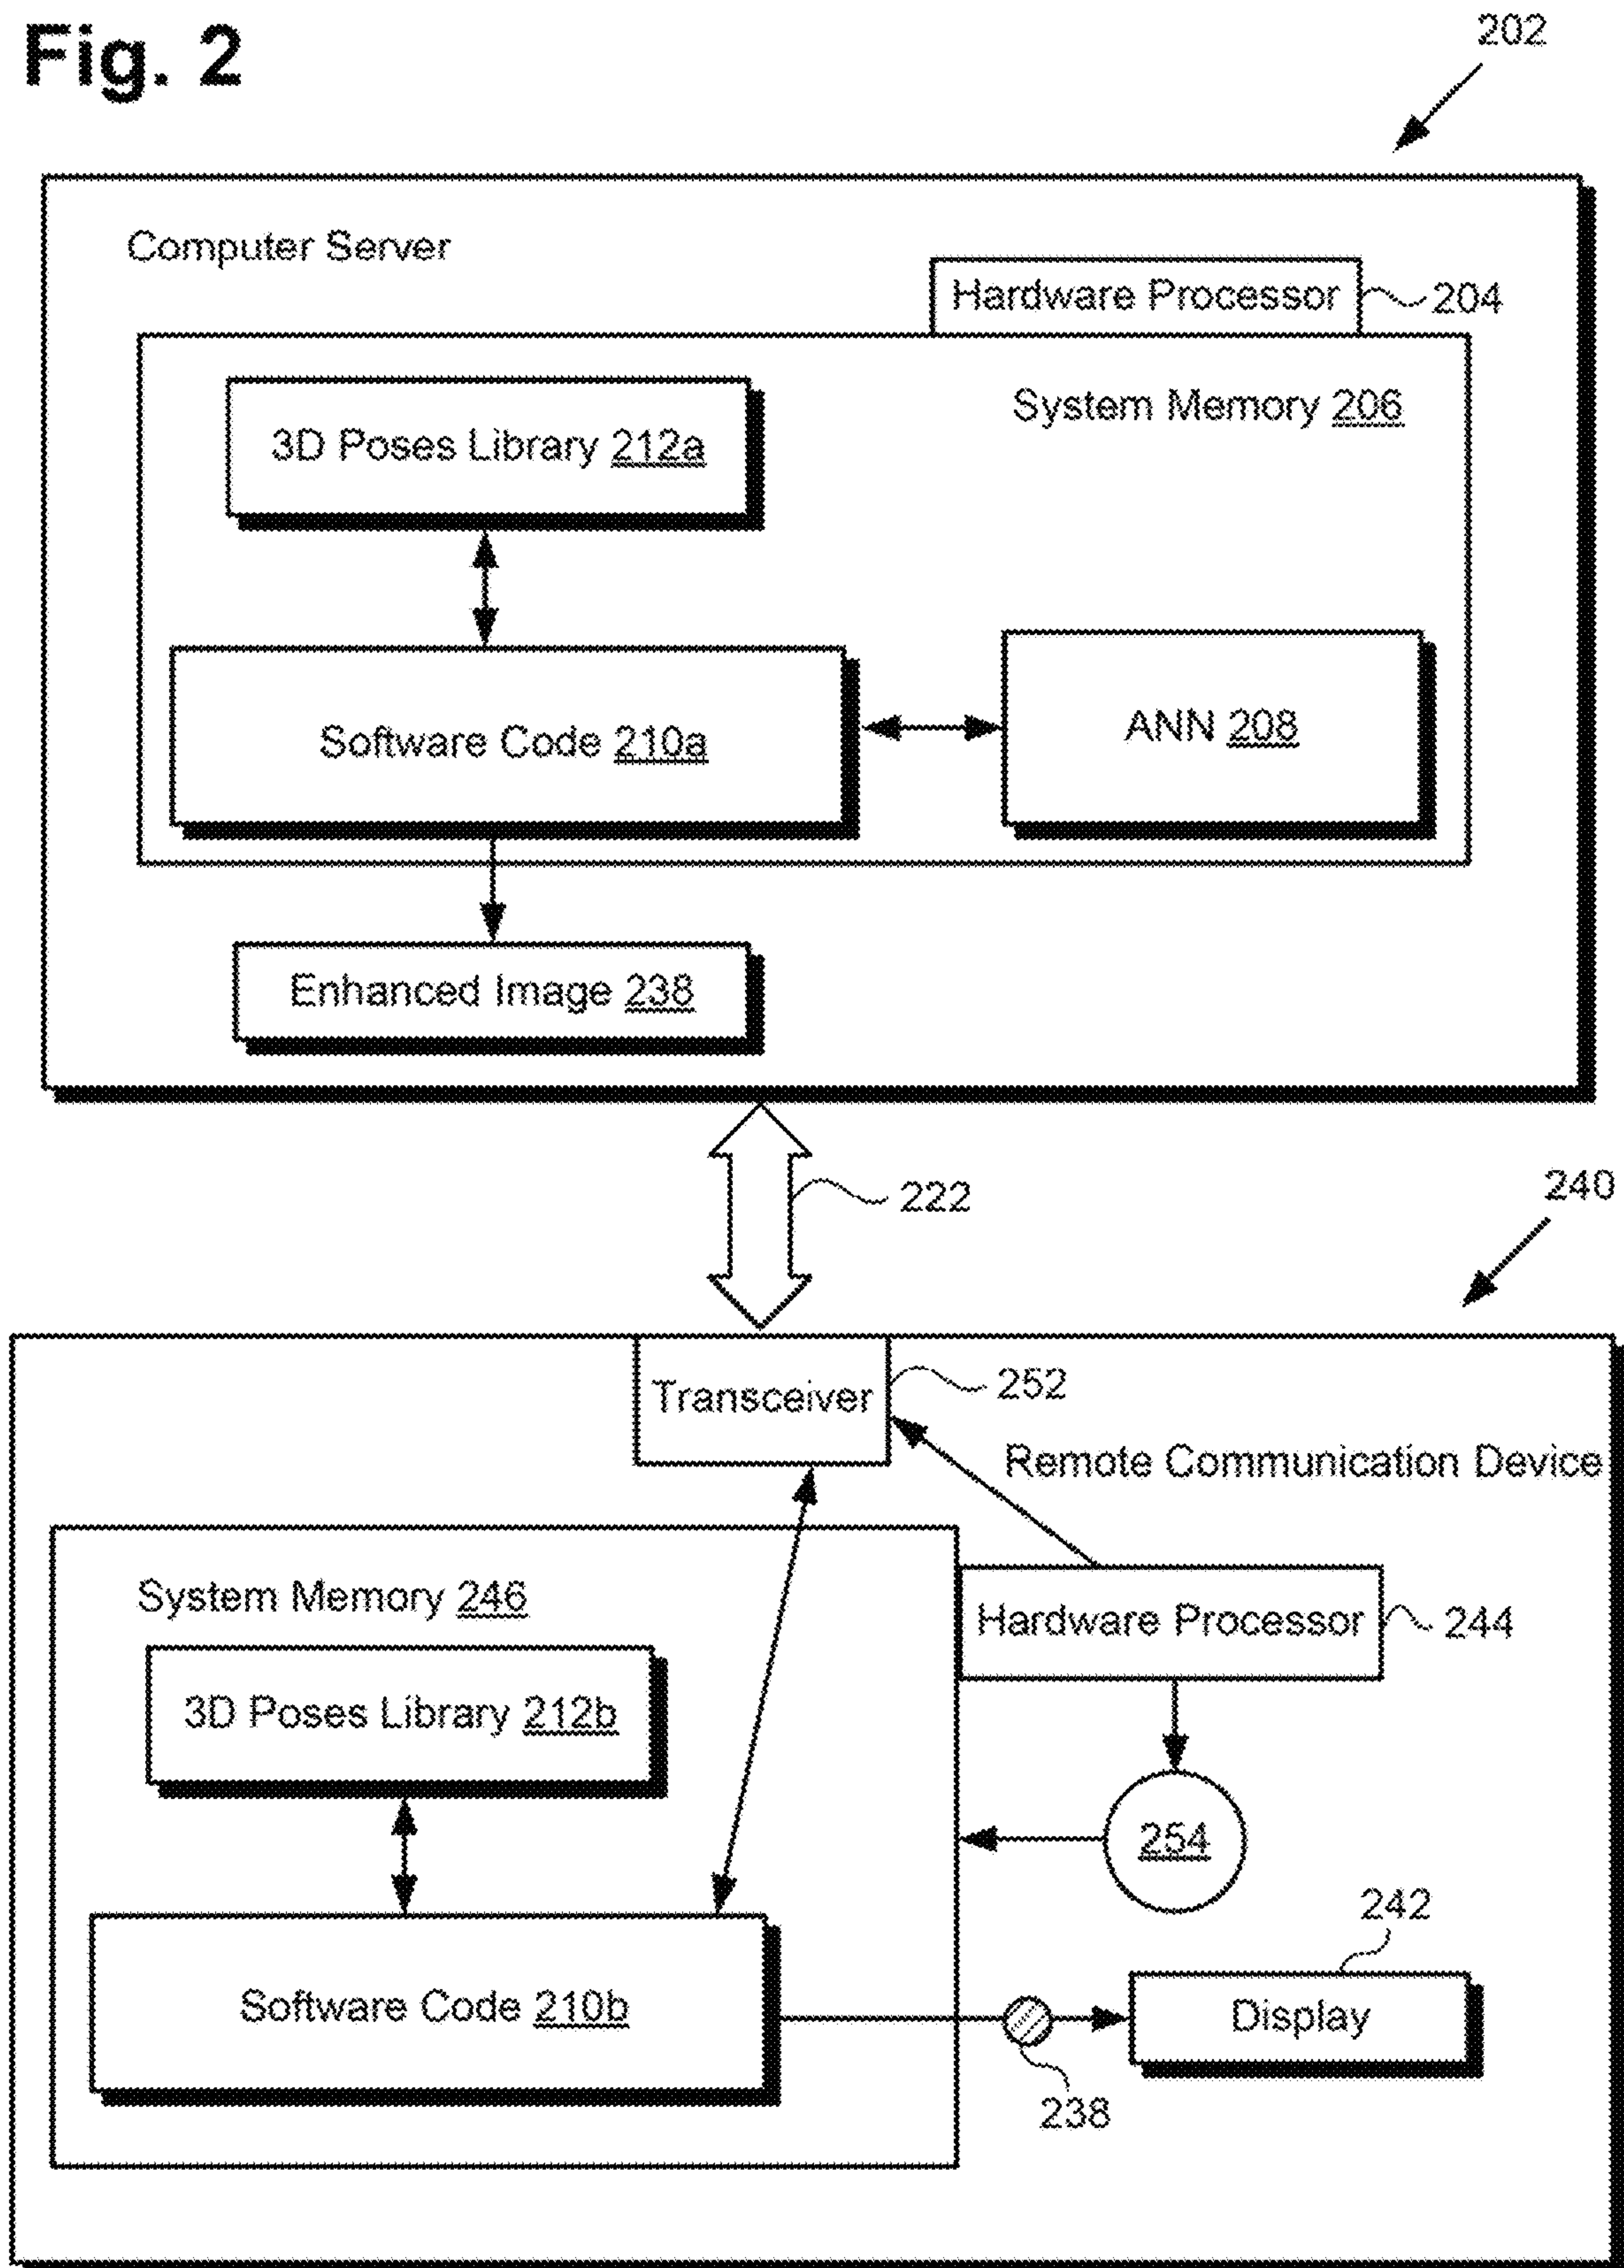 Fig. 2
202
Computer Server
Hardware Processor
204
System Memory 206
3D Poses Library 212a
Software Code 210a
ANN 208
Enhanced Image 238
222
240
Transceiver
252
Remote Communication Device
System Memory 246
Hardware Processor
244
3D Poses Library 212b
254
242
Software Code 210b
Display
238